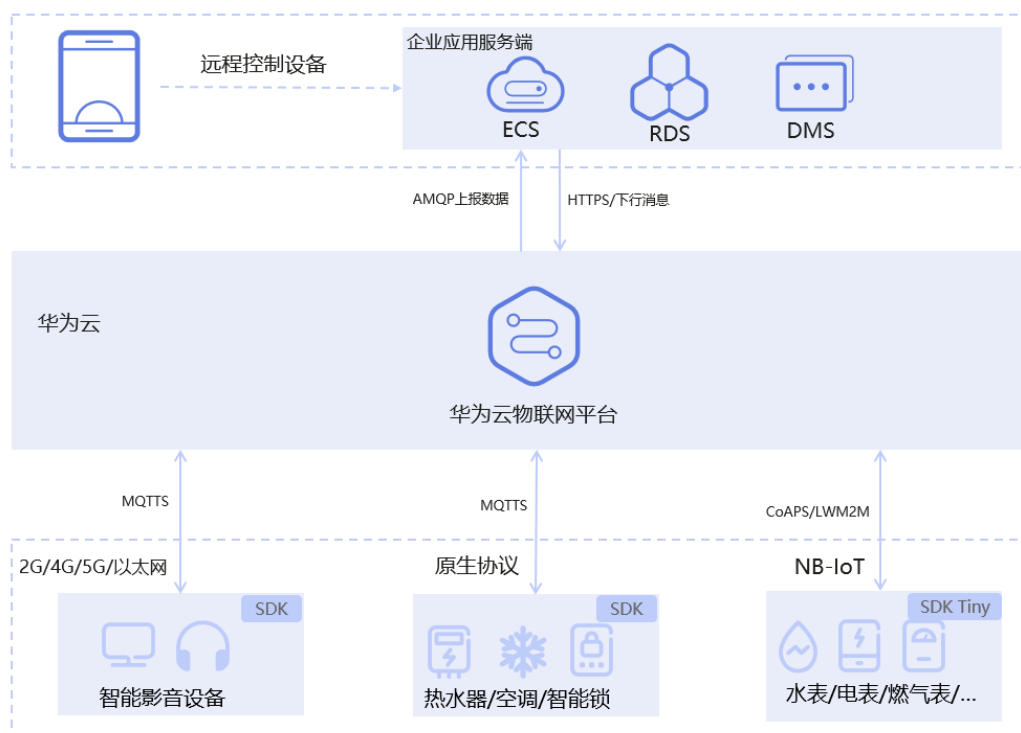 企业应用服务端
远程控制设备
ECS
RDS
DMS
AMQP上报数据
HTTPS/下行消息
华为云
华为云物联网平台
MQTTS
MQTTS
CoAPS/LWM2M
2G/4G/5G/以太网
原生协议
NB-IoT
SDK
SDK
SDK Tiny
智能影音设备
热水器/空调/智能锁
水表/电表/燃气表/...